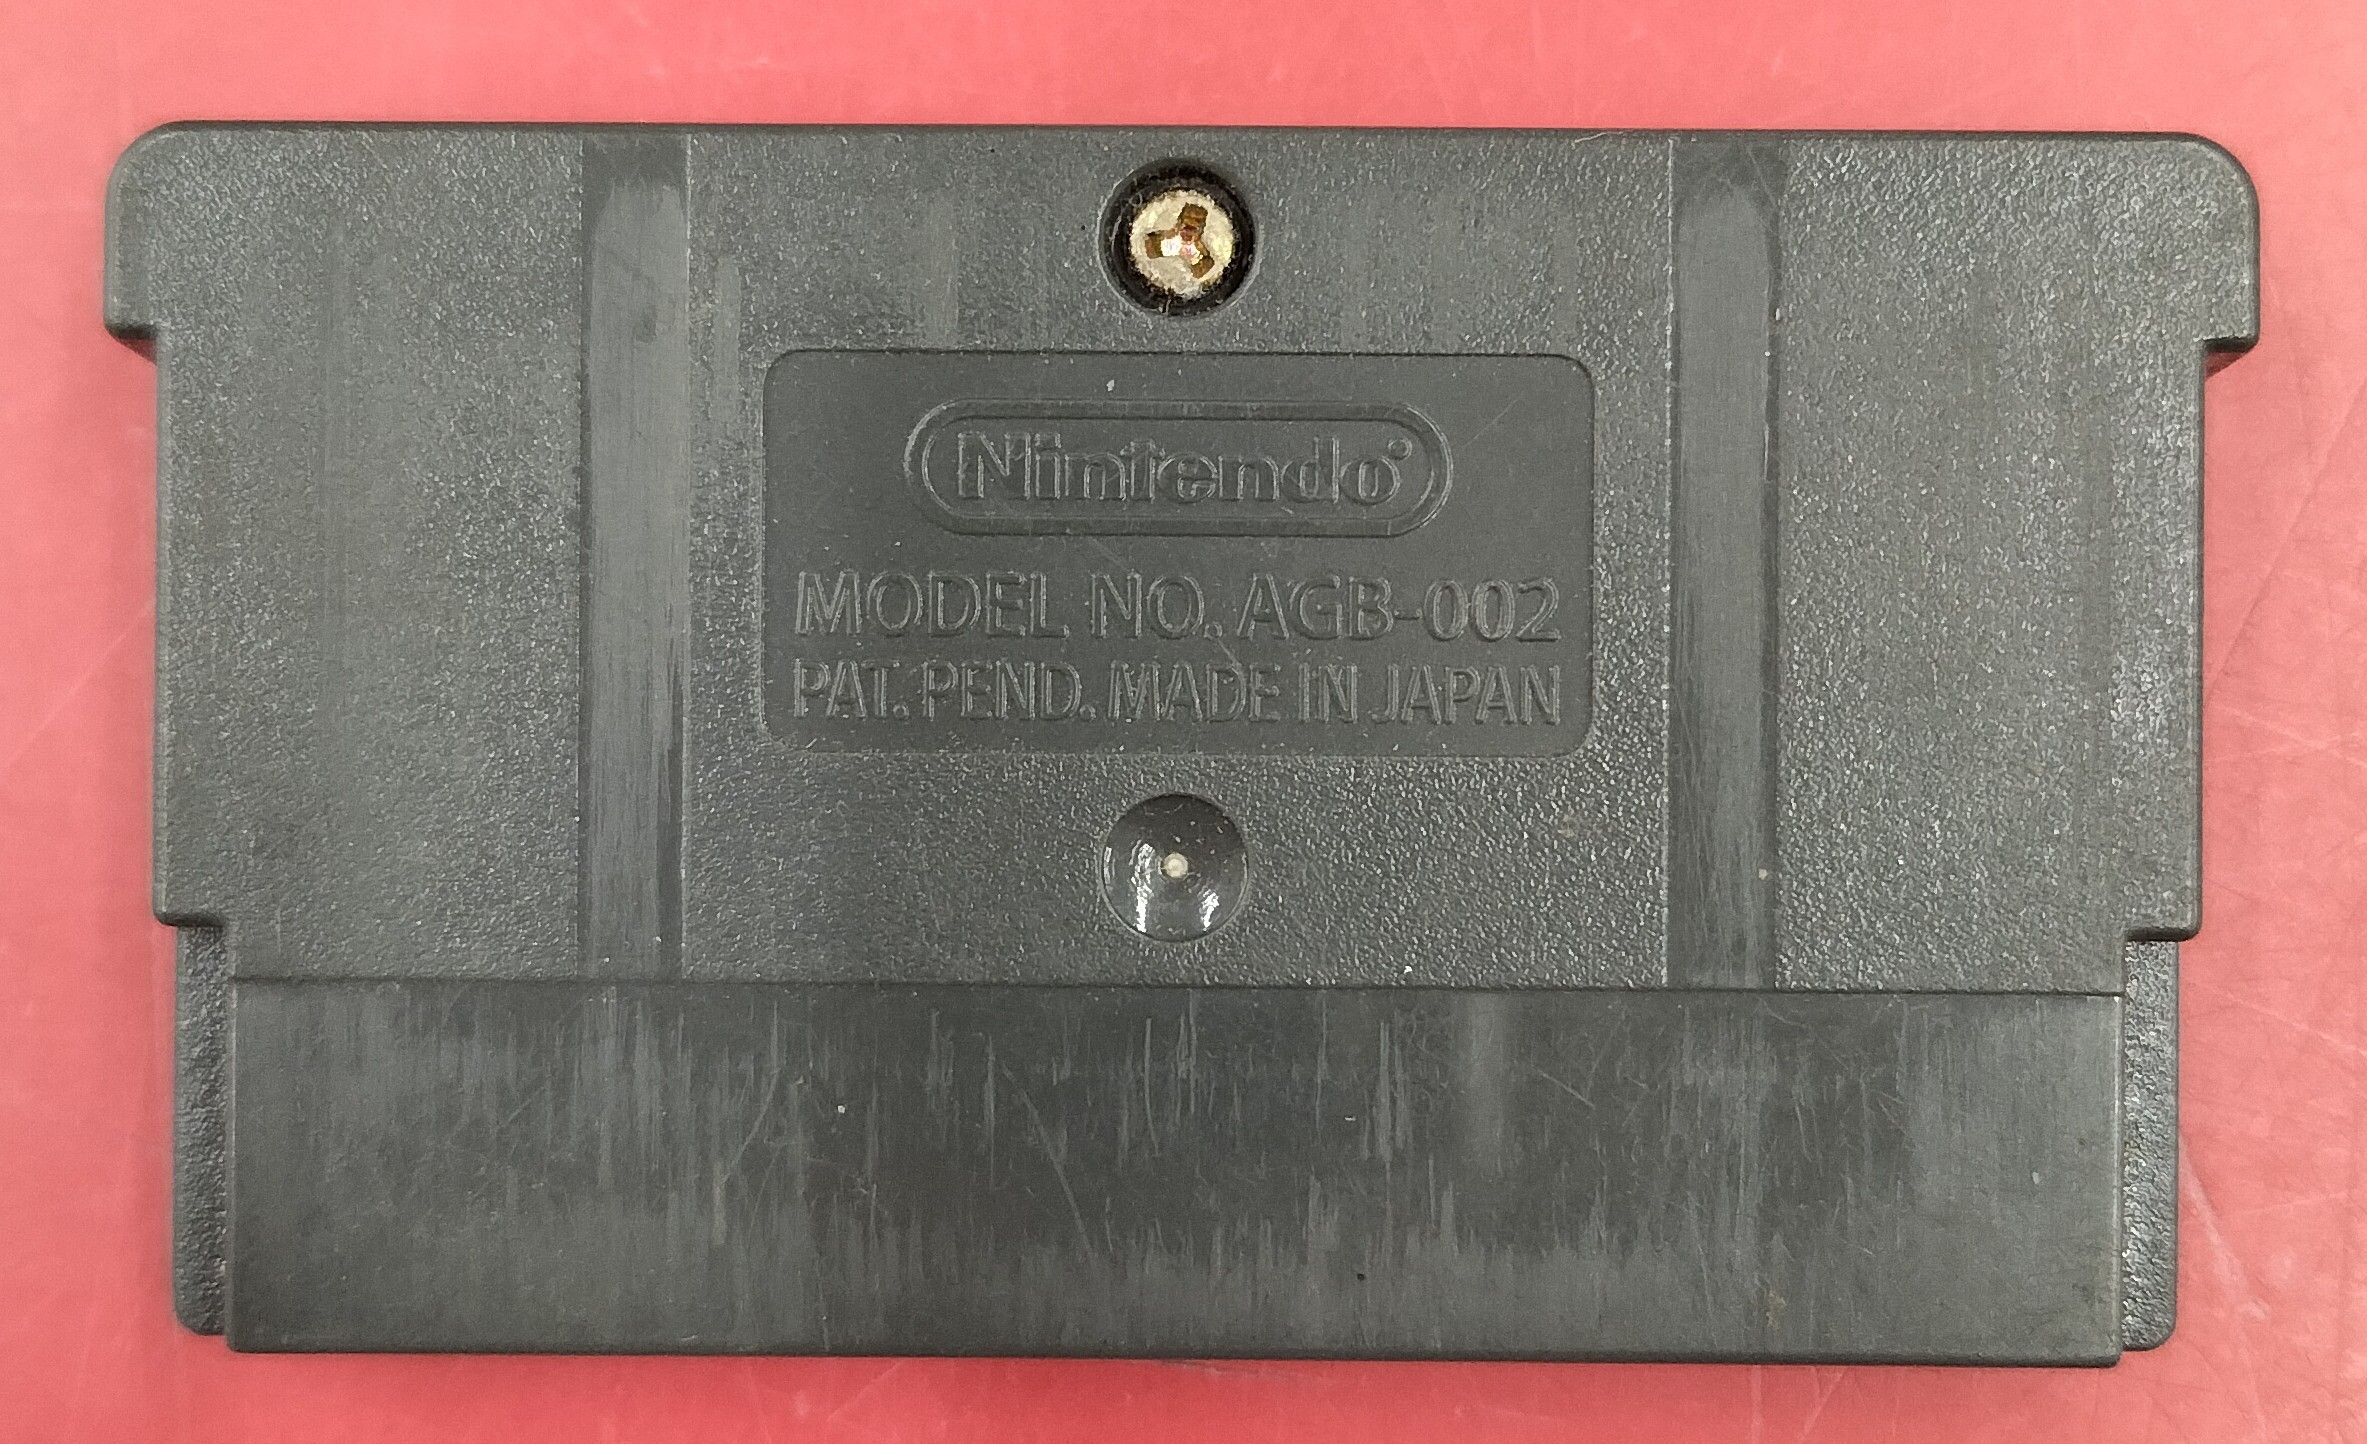 Nintendo
MODEL NO. AGB-002
PAT. PEND. MADE IN JAPAN